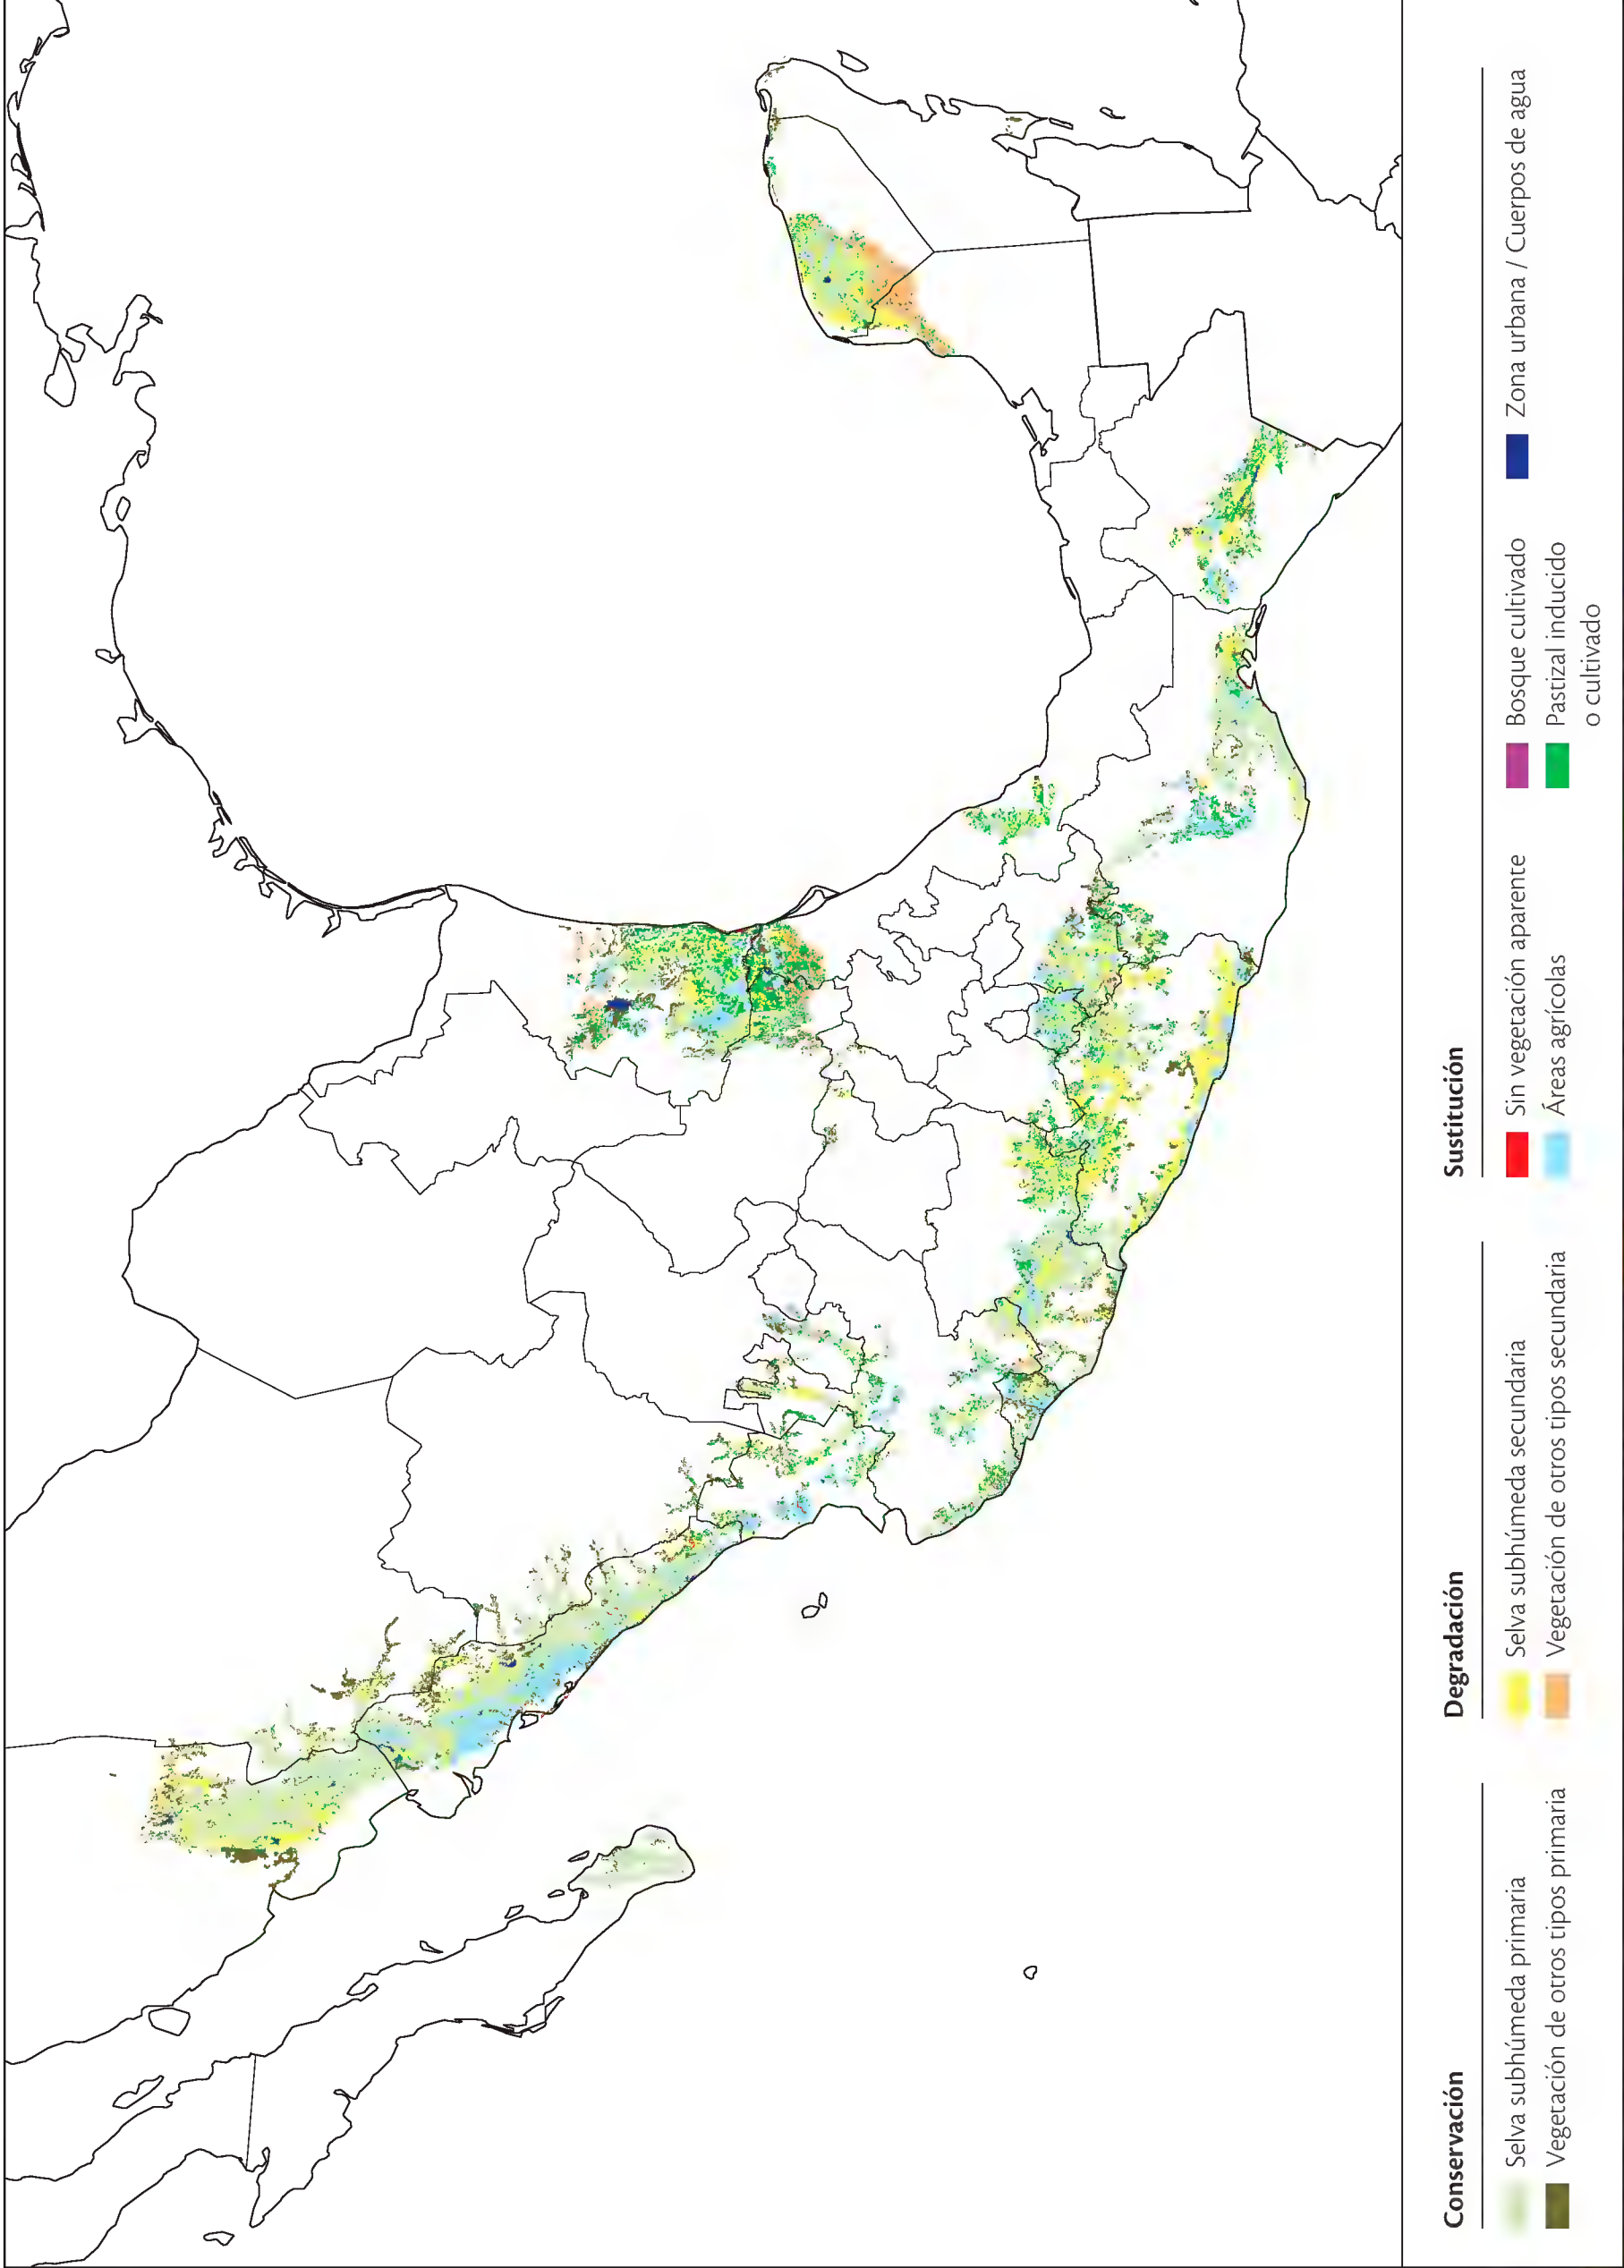 Conservación
Selva subhúmeda primaria
Vegetación de otros tipos primaria
Degradación
Selva subhúmeda secundaria
Vegetación de otros tipos secundaria
Sustitución
Sin vegetación aparente
Áreas agrícolas
Bosque cultivado
Pastizal inducido
o cultivado
Zona urbana / Cuerpos de agua